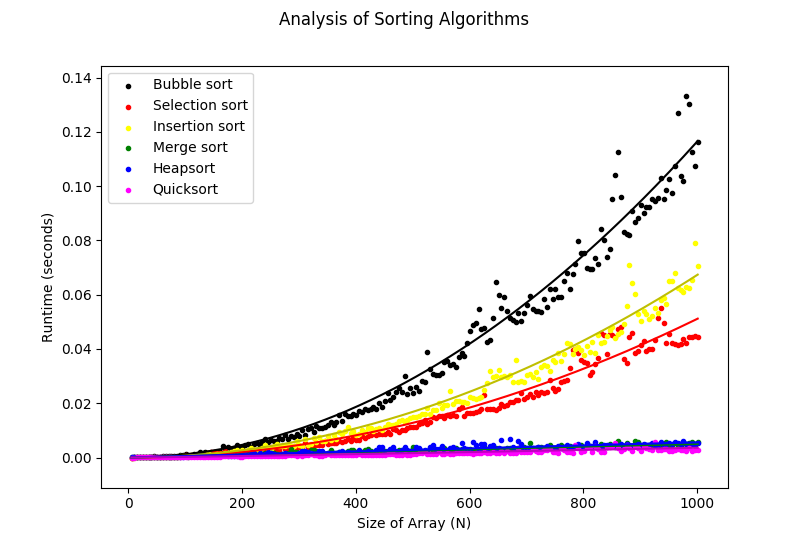 Analysis of Sorting Algorithms
0.14
0.12
0.10
0.08
0.06
0.04
0.02
0.00
Runtime (seconds)
Bubble sort
Selection sort
Insertion sort
Merge sort
Heapsort
Quicksort
0 200 400 600 800 1000
Size of Array (N)